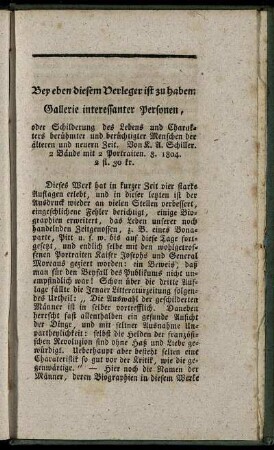 Bey eben diesem Verleger ist zu haben:
Gallerie interessanter Personen,
oder Schilderung des Lebens und Charak-
ters berühmter und berüchtigter Menschen der
älteren und neuern Zeit. Von K. A. Schiller.
2 Bände mit 2 Portraiten. 8. 1804.
2 fl. 30 kr.
Dieses Werk hat in kurzer Zeit vier starke
Auflagen erlebt, und in dieser letzten ist der
Ausdruck wieder an vielen Stellen verbessert,
eingeschlichene Fehler berichtigt, einige Bio-
graphien erweitert, das Leben unserer noch
handelnden Zeitgenossen, z. B. eines Bona-
parte, Pitt u. s. w. bis auf diese Tage fort-
gesetzt, und endlich selbe mit den wohlgetrof-
fenen Portraiten Kaiser Josephs und General
Moreaus geziert worden: ein Beweis, daß
man für den Beyfall des Publikums nicht un-
empfindlich war! Schon über die dritte Auf-
lage fällte die Jenaer Litteraturzeitung folgen-
des Urtheil: „Die Auswahl der geschilderten
Männer ist in selber vortrefflich. Daneben
herrscht fast allenthalben ein gesunde Ansicht
der Dinge, und mit seltner Ausnahme Un-
partheylichkeit: selbst die Helden der französi-
schen Revolution sind ohne Haß und Liebe ge-
würdigt. Ueberhaupt aber besteht selten eine
Charateristik so gut vor der Kritik, wie die ge-
genwärtige.“ — Hier noch die Namen der
Männer, deren Biographien in diesem Werke